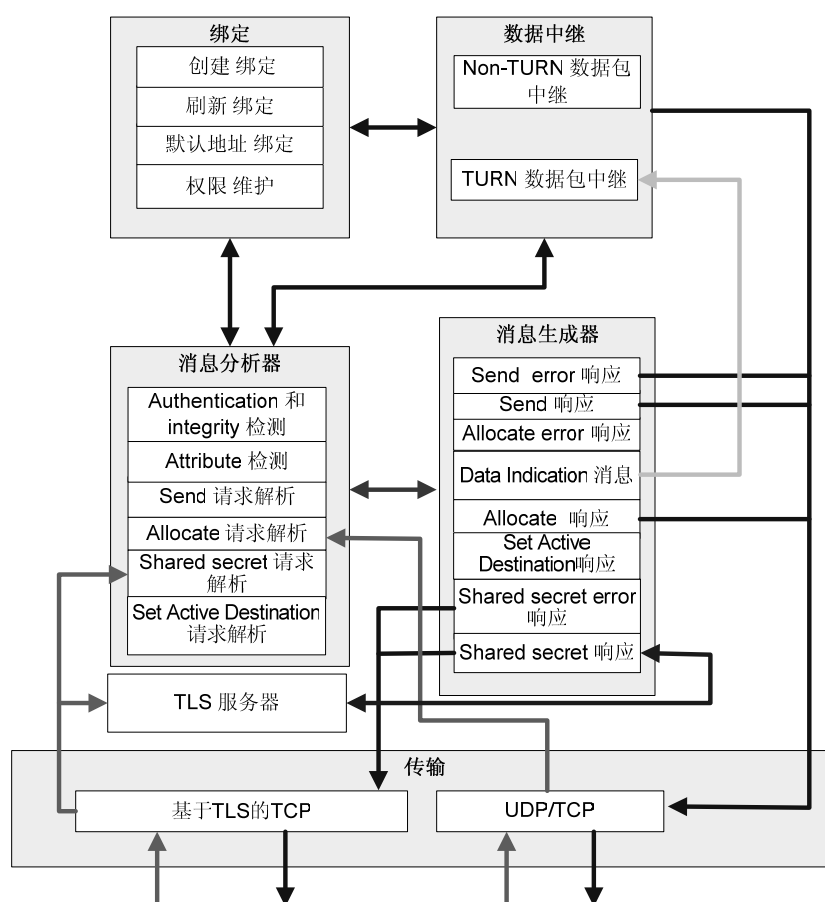 绑定
创建 绑定
刷新 绑定
默认地址 绑定
权限 维护
数据中继
Non-TURN 数据包
中继
TURN 数据包中继
消息分析器
Authentication 和
integrity 检测
Attribute 检测
Send 请求解析
Allocate 请求解析
Shared secret 请求
解析
Set Active Destination
请求解析
消息生成器
Send error 响应
Send 响应
Allocate error 响应
Data Indication 消息
Allocate 响应
Set Active
Destination响应
Shared secret error
响应
Shared secret 响应
TLS 服务器
传输
基于TLS的TCP
UDP/TCP